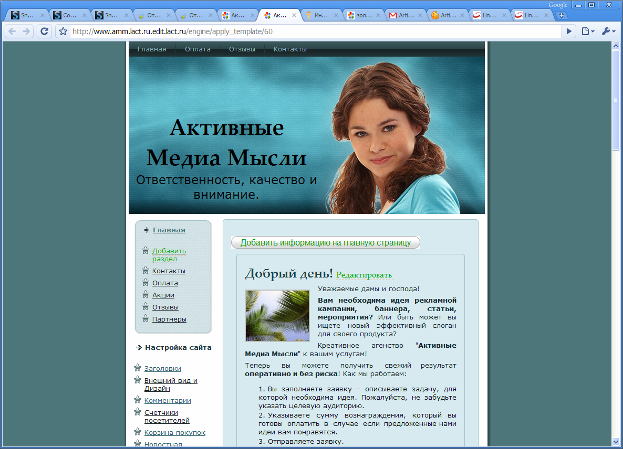 Google
http://www.amm.lact.ru.edit.lact.ru/engine/apply_template/60
Главная
Оплата
Отзывы
Контакты
Активные
Медиа Мысли
Ответственность, качество и
внимание.
Главная
Добавить
раздел
Контакты
Оплата
Акции
Отзывы
Партнеры
Настройка сайта
Заголовки
Внешний вид и
Дизайн
Комментарии
Счетчики
посетителей
Корзина покупок
Новостная
Добавить информацию на главную страницу
Добрый день! Редактировать
Уважаемые дамы и господа!
Вам необходима идея рекламной
кампании, баннера, статьи,
мероприятия? Или быть может вы
ищете новый эффективный слоган
для своего продукта?
Креативное агенство "Активные
Медиа Мысли" к вашим услугам!
Теперь вы можете получить свежий результат
оперативно и без риска! Как мы работаем:
1. Вы заполняете заявку - описываете задачу, для
которой необходима идея. Пожалуйста, не забудьте
указать целевую аудиторию.
2. Указываете сумму вознаграждения, который вы
готовы оплатить в случае если предложенные нами
идеи вам понравятся.
3. Отправляете заявку.